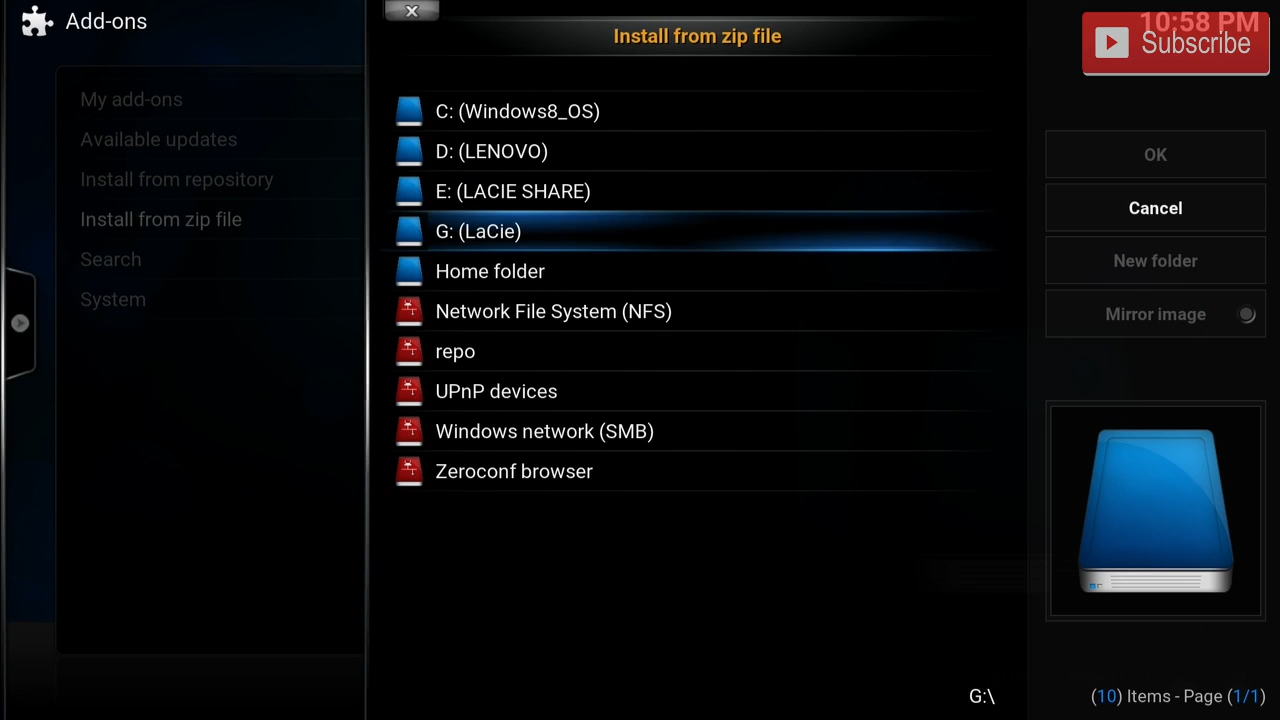 Add-ons
My add-ons
Available updates
Install from repository
Install from zip file
Search
System
X
Install from zip file
C: (Windows8_OS)
D: (LENOVO)
E: (LACIE SHARE)
G: (LaCie)
Home folder
Network File System (NFS)
repo
UPnP devices
Windows network (SMB)
Zeroconf browser
G:\
10:58 PM
Subscribe
OK
Cancel
New folder
Mirror image
(10) Items - Page (1/1)